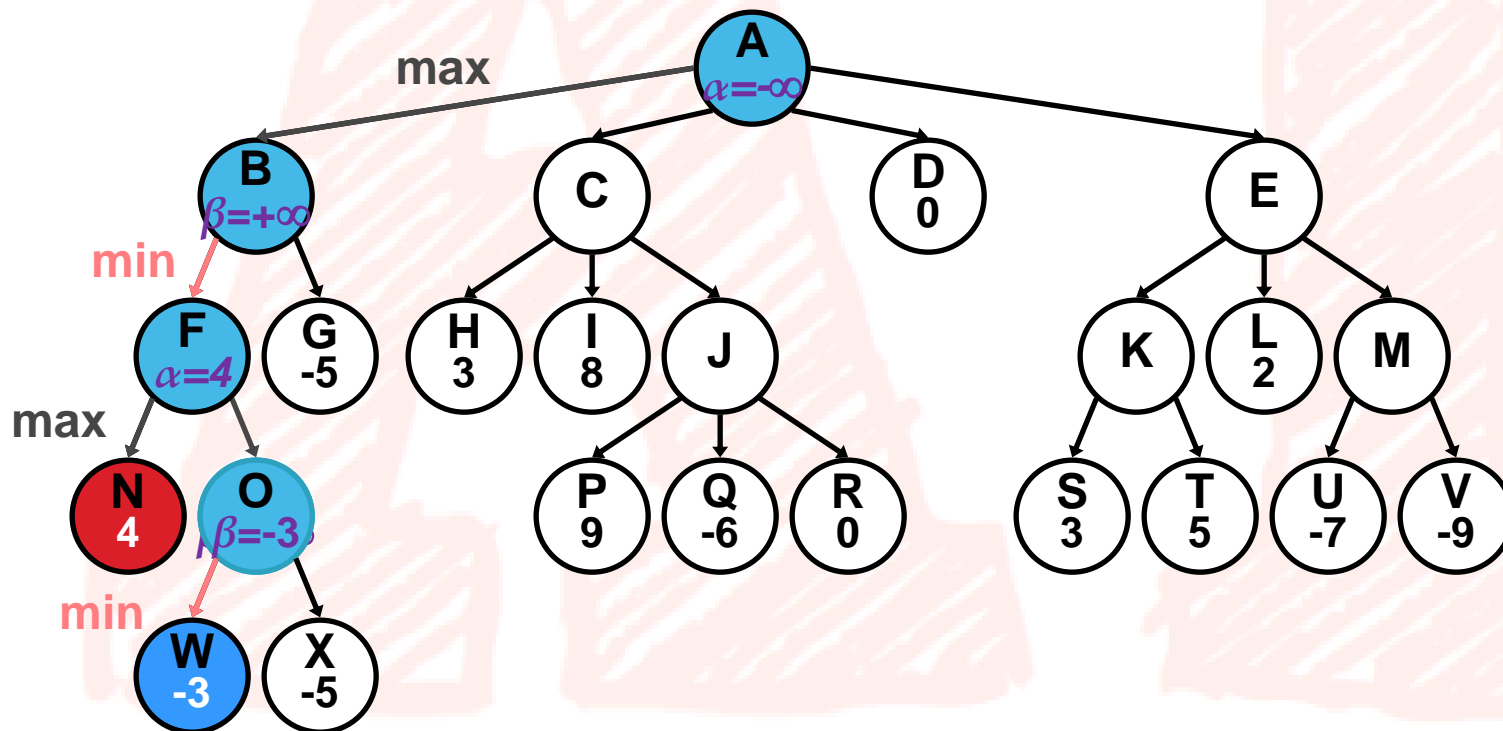 A
α=-∞
max
B
β=+∞
C
D
0
E
min
F
α=4
G
-5
H
3
I
8
J
K
L
2
M
max
N
4
O
β=-3
P
9
Q
-6
R
0
S
3
T
5
U
-7
V
-9
min
W
-3
X
-5